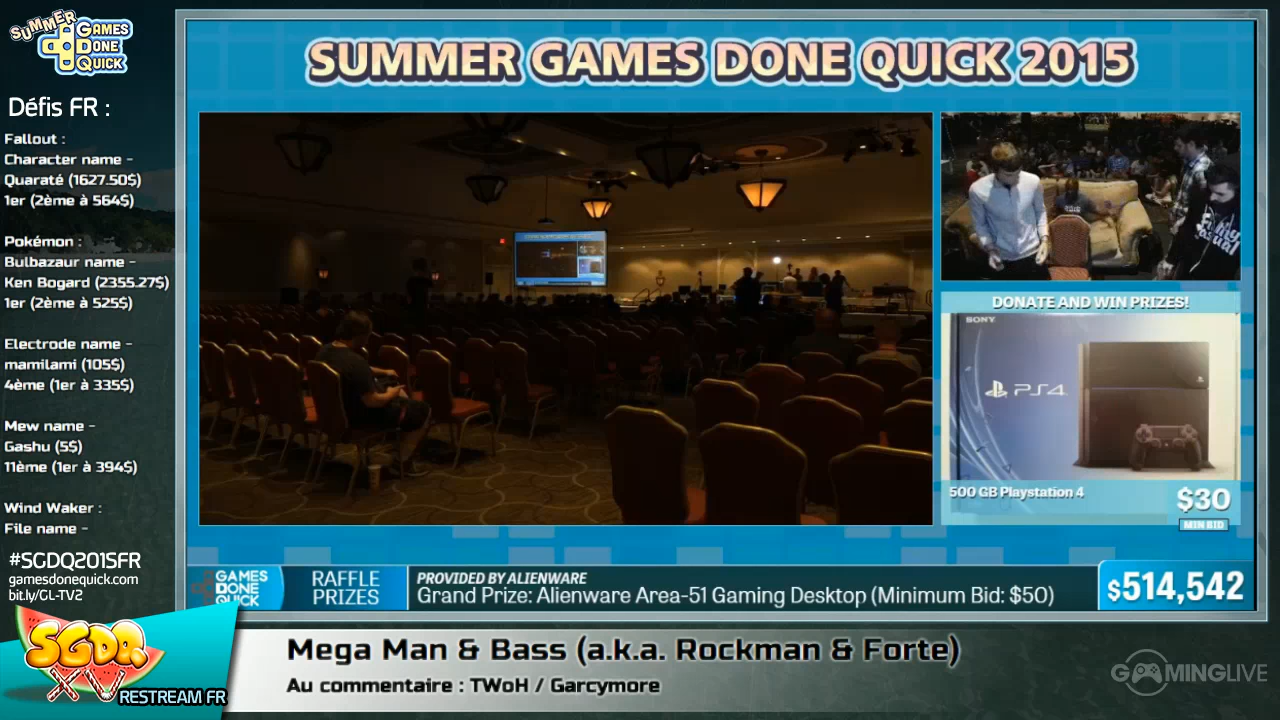 SUMMER
GAMES
DONE
QUICK
Défis FR :
Fallout :
Character name -
Quaraté (1627.50$)
1er (2ème à 564$)
Pokémon :
Bulbazaur name -
Ken Bogard (2355.27$)
1er (2ème à 525$)
Electrode name -
mamilami (105$)
4ème (1er à 335$)
Mew name -
Gashu (5$)
11ème (1er à 394$)
Wind Waker :
File name -
#SGDQ2015FR
gamesdonequick.com
bit.ly/GL-TV2
SGDQ
RESTREAM FR
SUMMER GAMES DONE QUICK 2015
DONATE AND WIN PRIZES!
SONY
PS4
500 GB Playstation 4
$30
MIN BID
GAMES
DONE
QUICK
RAFFLE
PRIZES
PROVIDED BY ALIENWARE
Grand Prize: Alienware Area-51 Gaming Desktop (Minimum Bid: $50)
$514,542
Mega Man & Bass (a.k.a. Rockman & Forte)
Au commentaire : TWoH / Garcymore
GAMINGLIVE